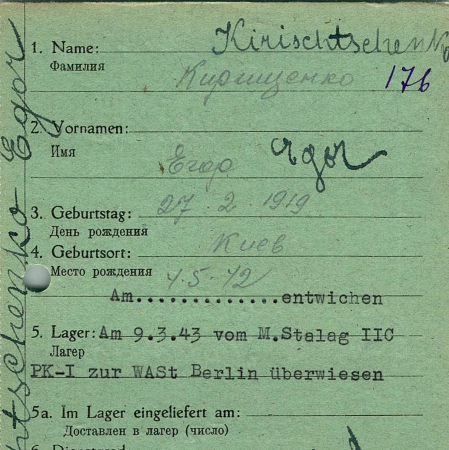 1. Name: Kirischtschenko
Фамилия Кирищенко 176
2. Vornamen:
Имя Егор Egor
3. Geburtstag: 27 2 1919
День рождения
4. Geburtsort: Киев
Место рождения 4-5-42
Am..............entwichen
5. Lager: Am 9.3.43 vom M.Stalag IIC
Лагерь
PK-I zur WASt Berlin überwiesen
5a. Im Lager eingeliefert am:
Доставлен в лагерь (число)
6. Dienstgrad
Egor